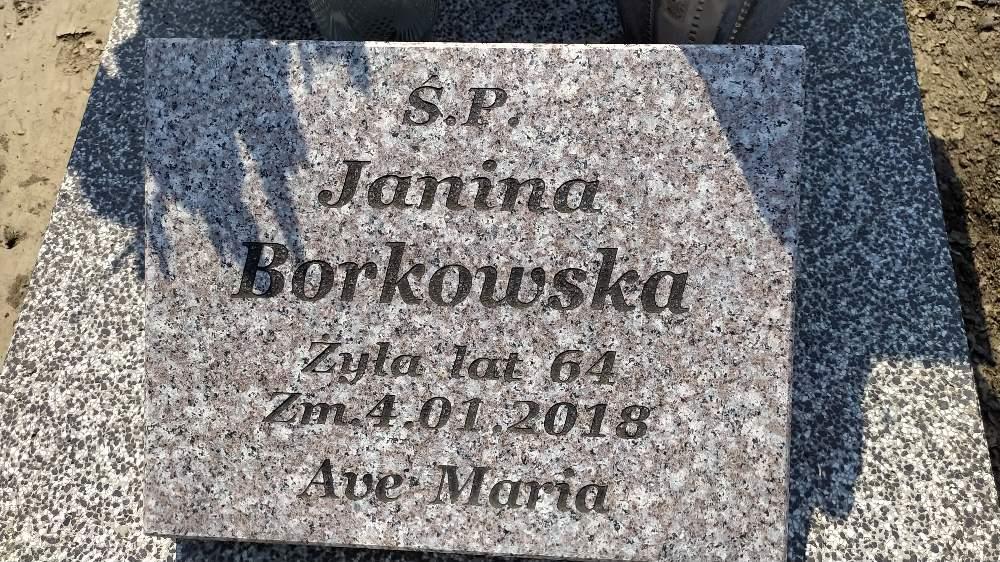 Ś.P.
Janina
Borkowska
Żyła lat 64
Zm.4.01.2018
Ave Maria